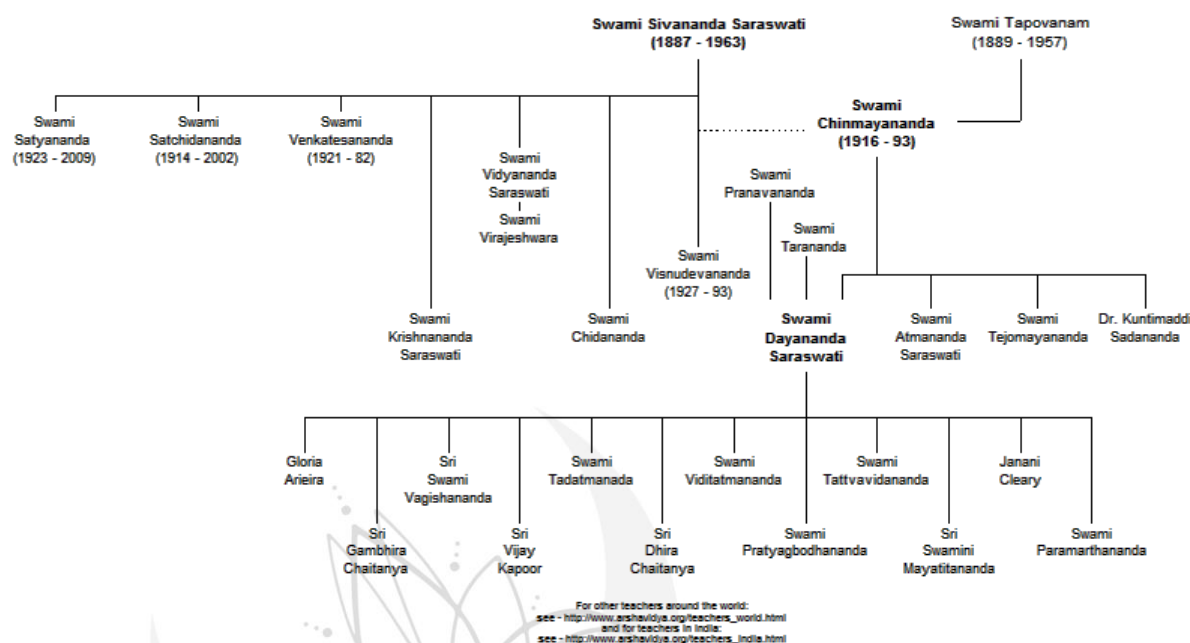 Swami Sivananda Saraswati
(1887 - 1963)
Swami Tapovanam
(1889 - 1957)
Swami
Chinmayananda
(1916 - 93)
Swami
Satyananda
(1923 - 2009)
Swami
Satchidananda
(1914 - 2002)
Swami
Venkatesananda
(1921 - 82)
Swami
Vidyananda
Saraswati
Swami
Virajeshwara
Swami
Pranavananda
Swami
Tarananda
Swami
Visnudevananda
(1927 - 93)
Swami
Krishnananda
Saraswati
Swami
Chidananda
Swami
Dayananda
Saraswati
Swami
Atmananda
Saraswati
Swami
Tejomayananda
Dr. Kuntimaddi
Sadananda
Gloria
Arieira
Sri
Swami
Vagishananda
Swami
Tadatmanada
Swami
Viditatmananda
Swami
Tattvavidananda
Janani
Cleary
Sri
Gambhira
Chaitanya
Sri
Vijay
Kapoor
Sri
Dhira
Chaitanya
Swami
Pratyagbodhananda
Sri
Swamini
Mayatitananda
Swami
Paramarthananda
For other teachers around the world:
see - http://www.arshavidya.org/teachers_world.html
and for teachers in India:
see - http://www.arshavidya.org/teachers_india.html